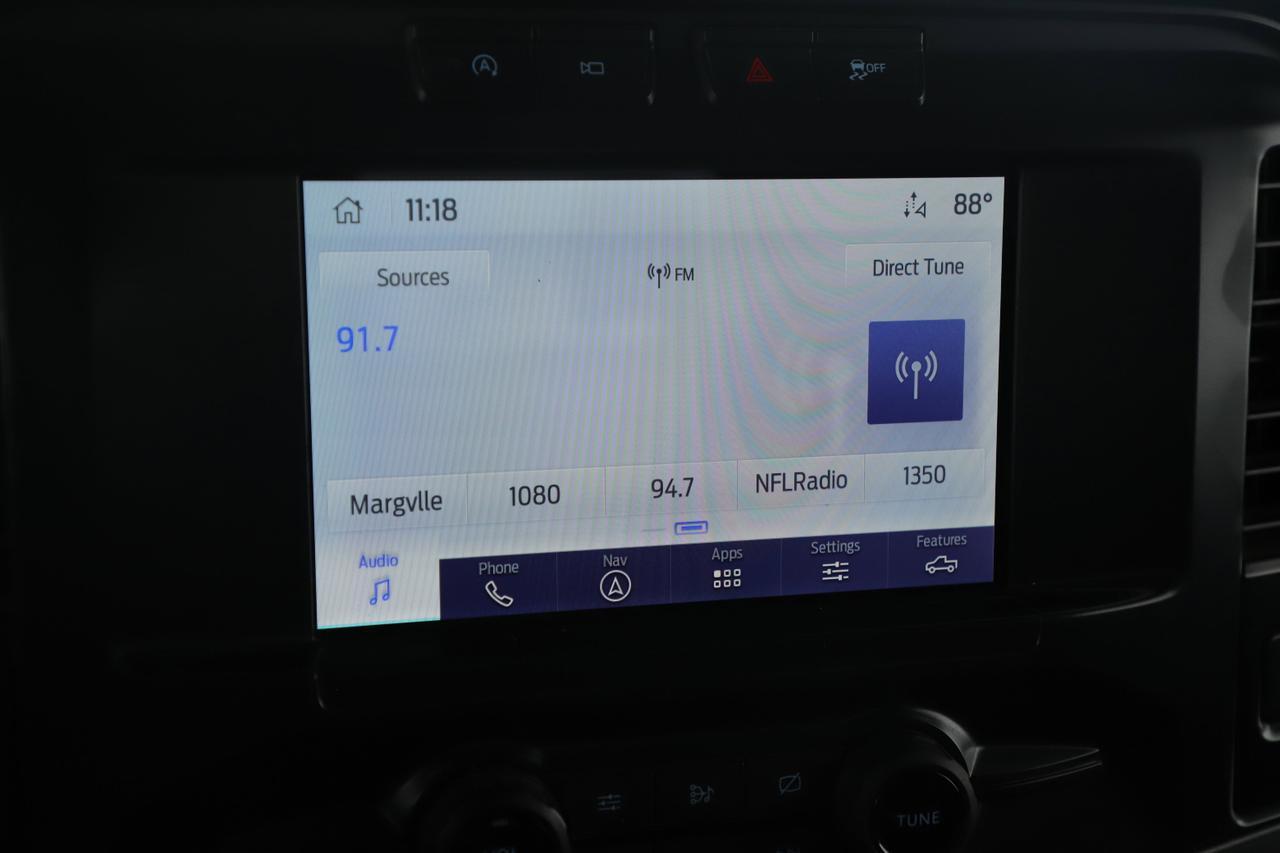 A
OFF
11:18
88°
Sources
FM
Direct Tune
91.7
Margvlle
1080
94.7
NFLRadio
1350
Audio
Phone
Nav
Apps
Settings
Features
TUNE